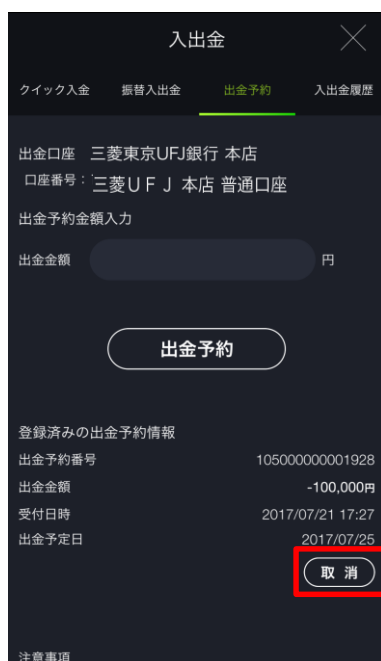 入出金
クイック入金 振替入出金 出金予約 入出金履歴
出金口座 三菱東京UFJ銀行 本店
口座番号: 三菱ＵＦＪ 本店 普通口座
出金予約金額入力
出金金額 円
出金予約
登録済みの出金予約情報
出金予約番号 105000000001928
出金金額 -100,000円
受付日時 2017/07/21 17:27
出金予定日 2017/07/25
取消
注意事項